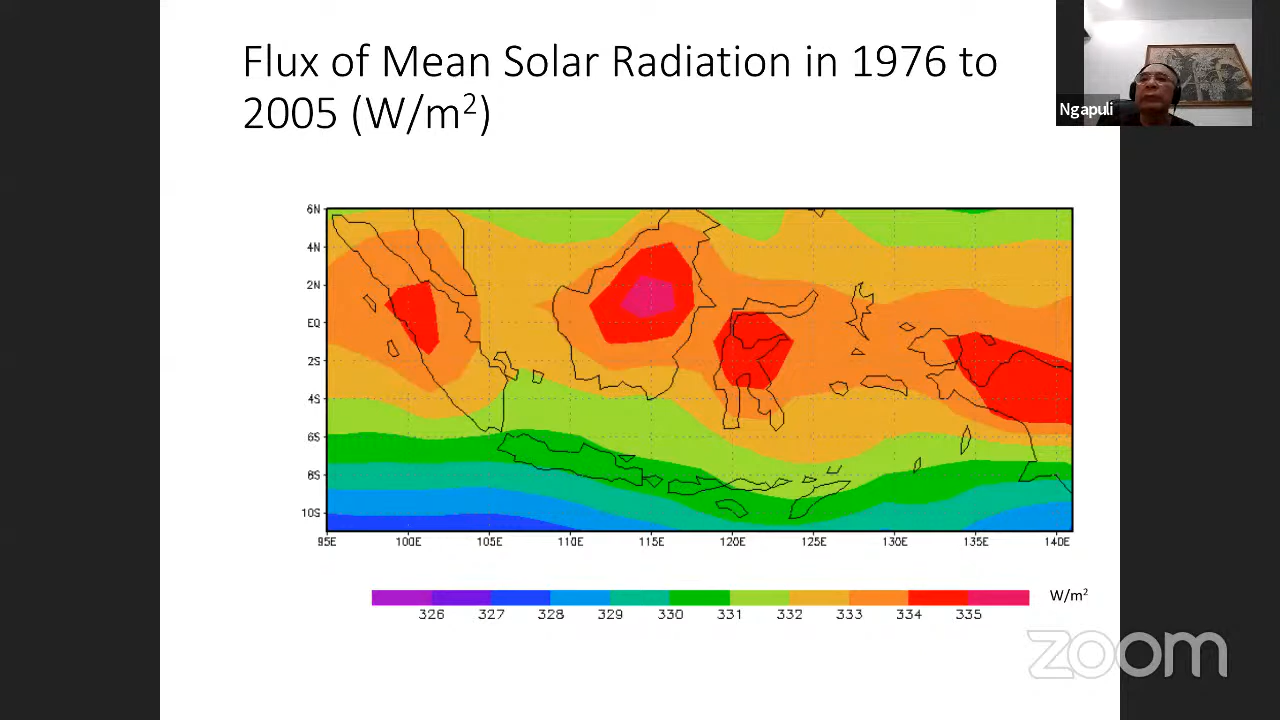 Flux of Mean Solar Radiation in 1976 to
2005 (W/m²)
Ngapuli
6N
4N
2N
EQ
2S
4S
6S
8S
10S
95E 100E 105E 110E 115E 120E 125E 130E 135E 140E
W/m²
326 327 328 329 330 331 332 333 334 335
zoom